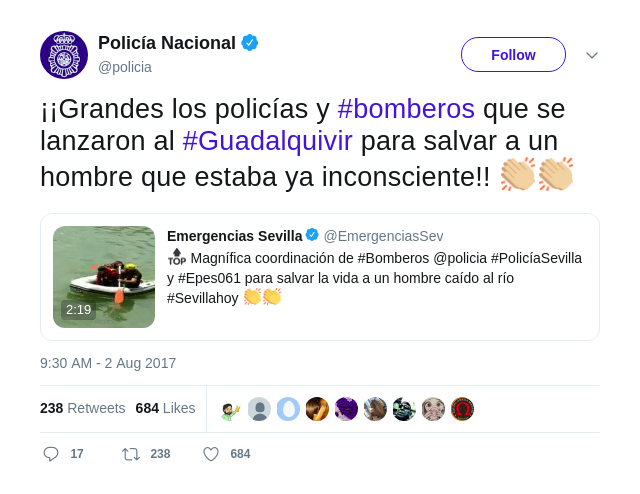 Policía Nacional
@policia
Follow
¡¡Grandes los policías y #bomberos que se
lanzaron al #Guadalquivir para salvar a un
hombre que estaba ya inconsciente!! 👏🏼👏🏼
Emergencias Sevilla @EmergenciasSev
🔝 Magnífica coordinación de #Bomberos @policia #PolicíaSevilla
y #Epes061 para salvar la vida a un hombre caído al río
#Sevillahoy 👏👏
2:19
9:30 AM - 2 Aug 2017
238 Retweets 684 Likes
17 238 684